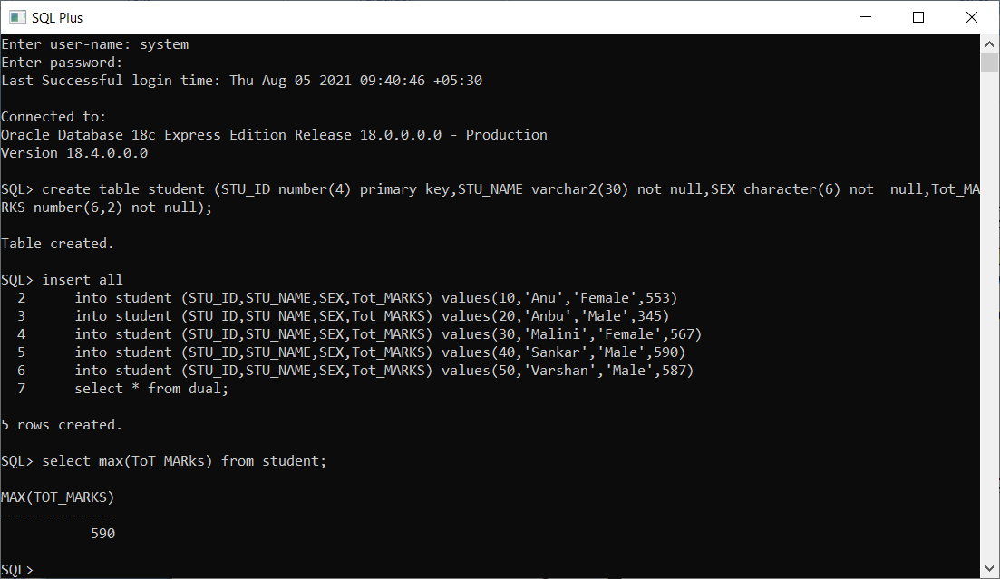 SQL Plus
Enter user-name: system
Enter password:
Last Successful login time: Thu Aug 05 2021 09:40:46 +05:30
Connected to:
Oracle Database 18c Express Edition Release 18.0.0.0.0 - Production
Version 18.4.0.0.0
SQL> create table student (STU_ID number(4) primary key,STU_NAME varchar2(30) not null,SEX character(6) not  null,Tot_MA
RKS number(6,2) not null);
Table created.
SQL> insert all
  2      into student (STU_ID,STU_NAME,SEX,Tot_MARKS) values(10,'Anu','Female',553)
  3      into student (STU_ID,STU_NAME,SEX,Tot_MARKS) values(20,'Anbu','Male',345)
  4      into student (STU_ID,STU_NAME,SEX,Tot_MARKS) values(30,'Malini','Female',567)
  5      into student (STU_ID,STU_NAME,SEX,Tot_MARKS) values(40,'Sankar','Male',590)
  6      into student (STU_ID,STU_NAME,SEX,Tot_MARKS) values(50,'Varshan','Male',587)
  7      select * from dual;
5 rows created.
SQL> select max(ToT_MARks) from student;
MAX(TOT_MARKS)
--------------
           590
SQL>